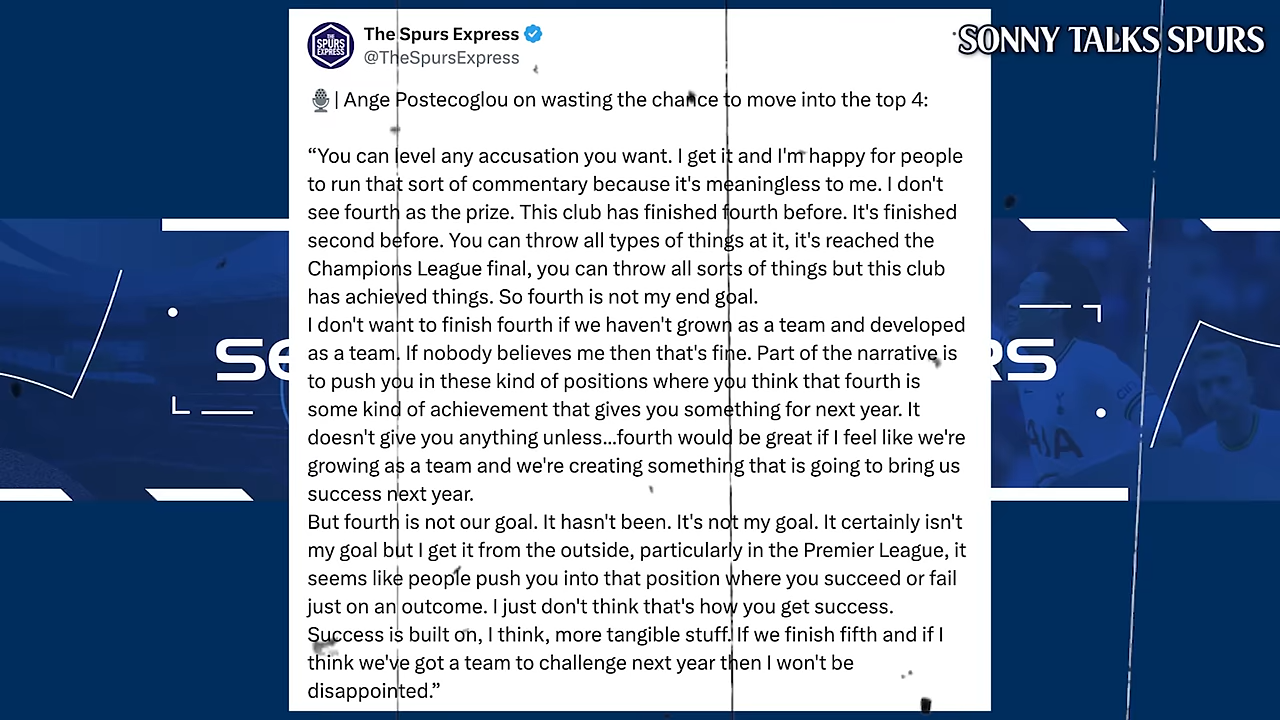 SONNY TALKS SPURS
THE
SPURS
EXPRESS
The Spurs Express
@TheSpursExpress
| Ange Postecoglou on wasting the chance to move into the top 4:
“You can level any accusation you want. I get it and I'm happy for people
to run that sort of commentary because it's meaningless to me. I don't
see fourth as the prize. This club has finished fourth before. It's finished
second before. You can throw all types of things at it, it's reached the
Champions League final, you can throw all sorts of things but this club
has achieved things. So fourth is not my end goal.
I don't want to finish fourth if we haven't grown as a team and developed
as a team. If nobody believes me then that's fine. Part of the narrative is
to push you in these kind of positions where you think that fourth is
some kind of achievement that gives you something for next year. It
doesn't give you anything unless...fourth would be great if I feel like we're
growing as a team and we're creating something that is going to bring us
success next year.
But fourth is not our goal. It hasn't been. It's not my goal. It certainly isn't
my goal but I get it from the outside, particularly in the Premier League, it
seems like people push you into that position where you succeed or fail
just on an outcome. I just don't think that's how you get success.
Success is built on, I think, more tangible stuff. If we finish fifth and if I
think we've got a team to challenge next year then I won't be
disappointed.”
AIA